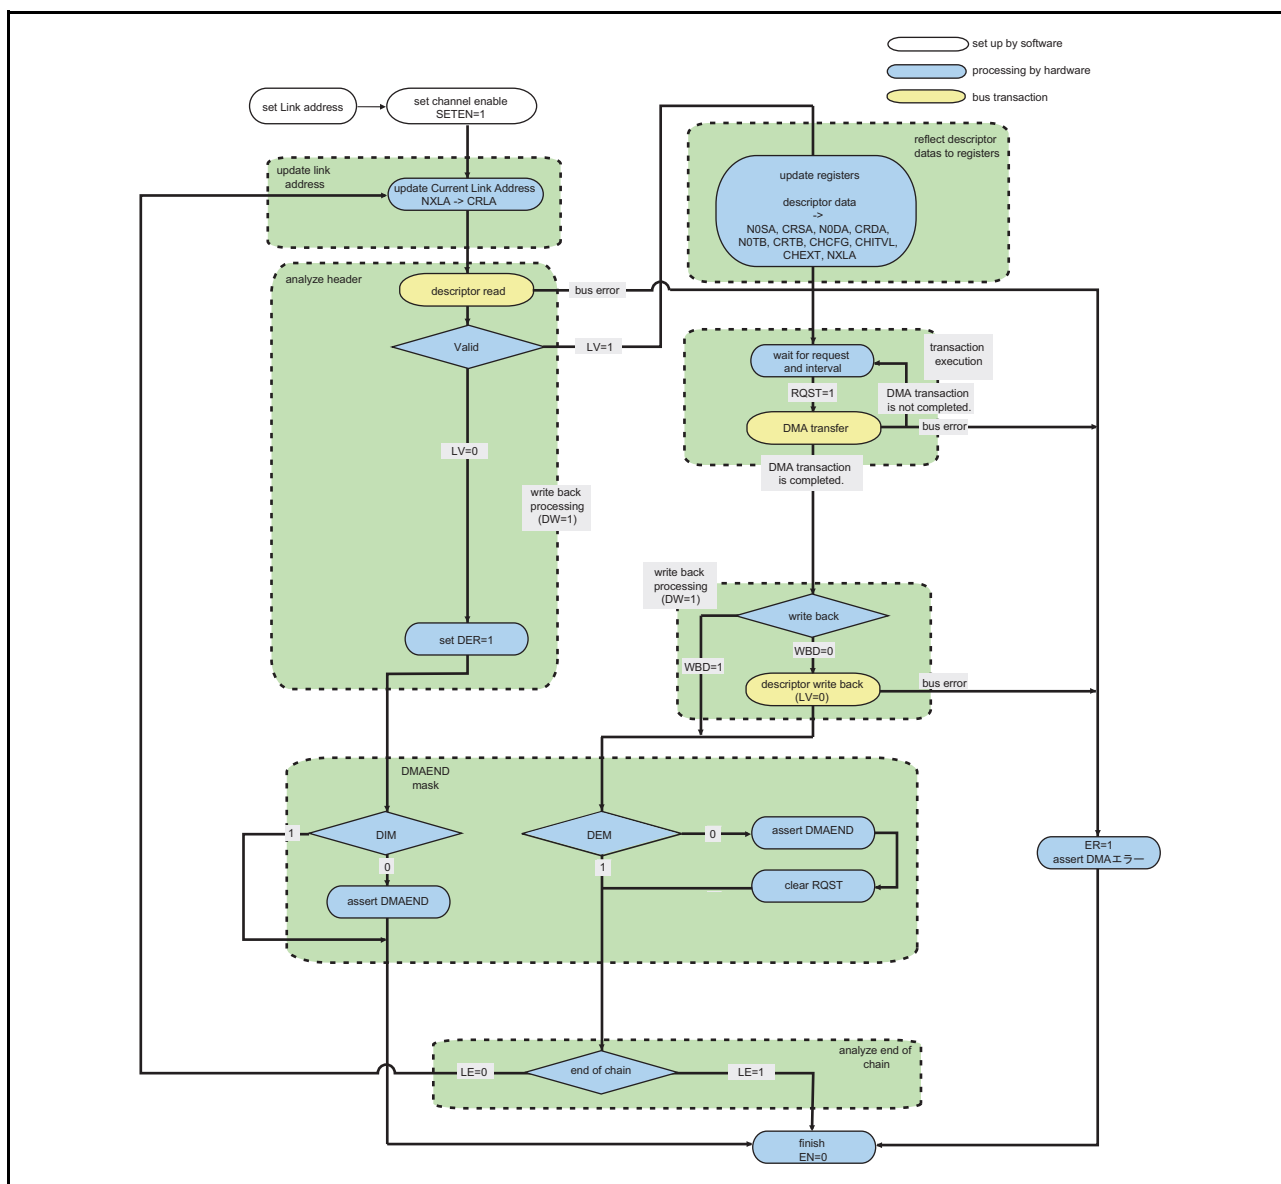 set up by software
processing by hardware
bus transaction
set Link address
set channel enable
SETEN=1
update link
address
update Current Link Address
NXLA -> CRLA
reflect descriptor
datas to registers
update registers
descriptor data
->
N0SA, CRSA, N0DA, CRDA,
N0TB, CRTB, CHCFG, CHITVL,
CHEXT, NXLA
analyze header
descriptor read
bus error
Valid
LV=1
LV=0
write back
processing
(DW=1)
set DER=1
wait for request
and interval
transaction
execution
RQST=1
DMA transaction
is not completed.
DMA transfer
bus error
DMA transaction
is completed.
write back
processing
(DW=1)
write back
WBD=1
WBD=0
descriptor write back
(LV=0)
bus error
DMAEND
mask
1
DIM
0
assert DMAEND
DEM
0
1
assert DMAEND
clear RQST
ER=1
assert DMAエラー
analyze end of
chain
LE=0
end of chain
LE=1
finish
EN=0